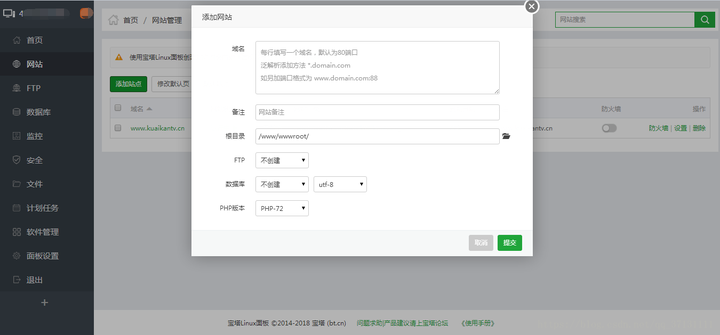 4
首页
网站
FTP
数据库
监控
安全
文件
计划任务
软件管理
面板设置
退出
首页 / 网站管理
网站搜索
使用宝塔Linux面板创
添加站点 修改默认页
域名 防火墙 操作
www.kuaikantv.cn
ntv.cn 防火墙 | 设置 | 删除
添加网站
域名
每行填写一个域名，默认为80端口
泛解析添加方法 *.domain.com
如另加端口格式为 www.domain.com:88
备注 网站备注
根目录 /www/wwwroot/
FTP 不创建
数据库 不创建 utf-8
PHP版本 PHP-72
取消 提交
宝塔Linux面板 ©2014-2018 宝塔 (bt.cn) 问题求助|产品建议请上宝塔论坛 《使用手册》